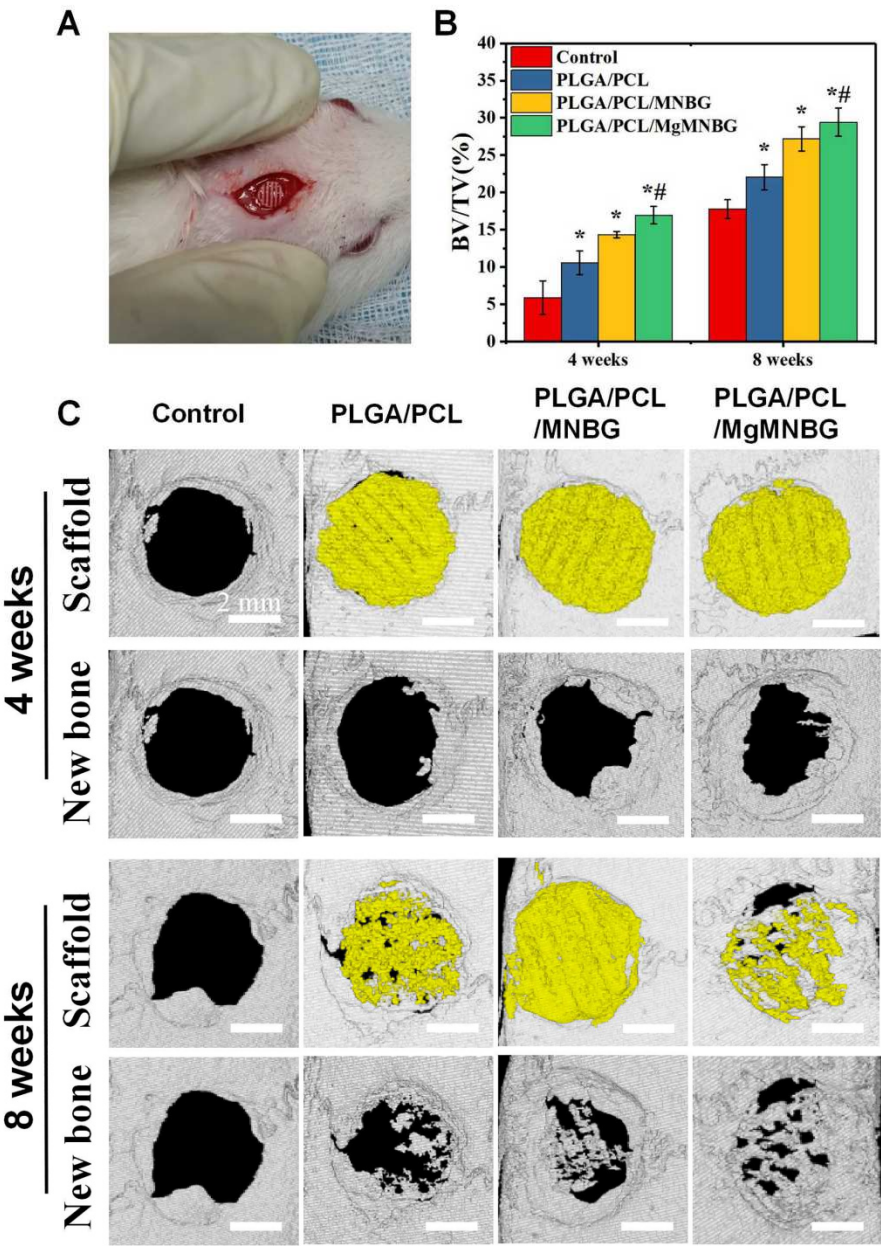 A
B
40
35
30
25
20
15
10
5
0
BV/TV(%)
Control
PLGA/PCL
PLGA/PCL/MNBG
PLGA/PCL/MgMNBG
*
*
*#
*
*
*#
4 weeks
8 weeks
C
Control
PLGA/PCL
PLGA/PCL
/MNBG
PLGA/PCL
/MgMNBG
4 weeks
Scaffold
2 mm
New bone
8 weeks
Scaffold
New bone